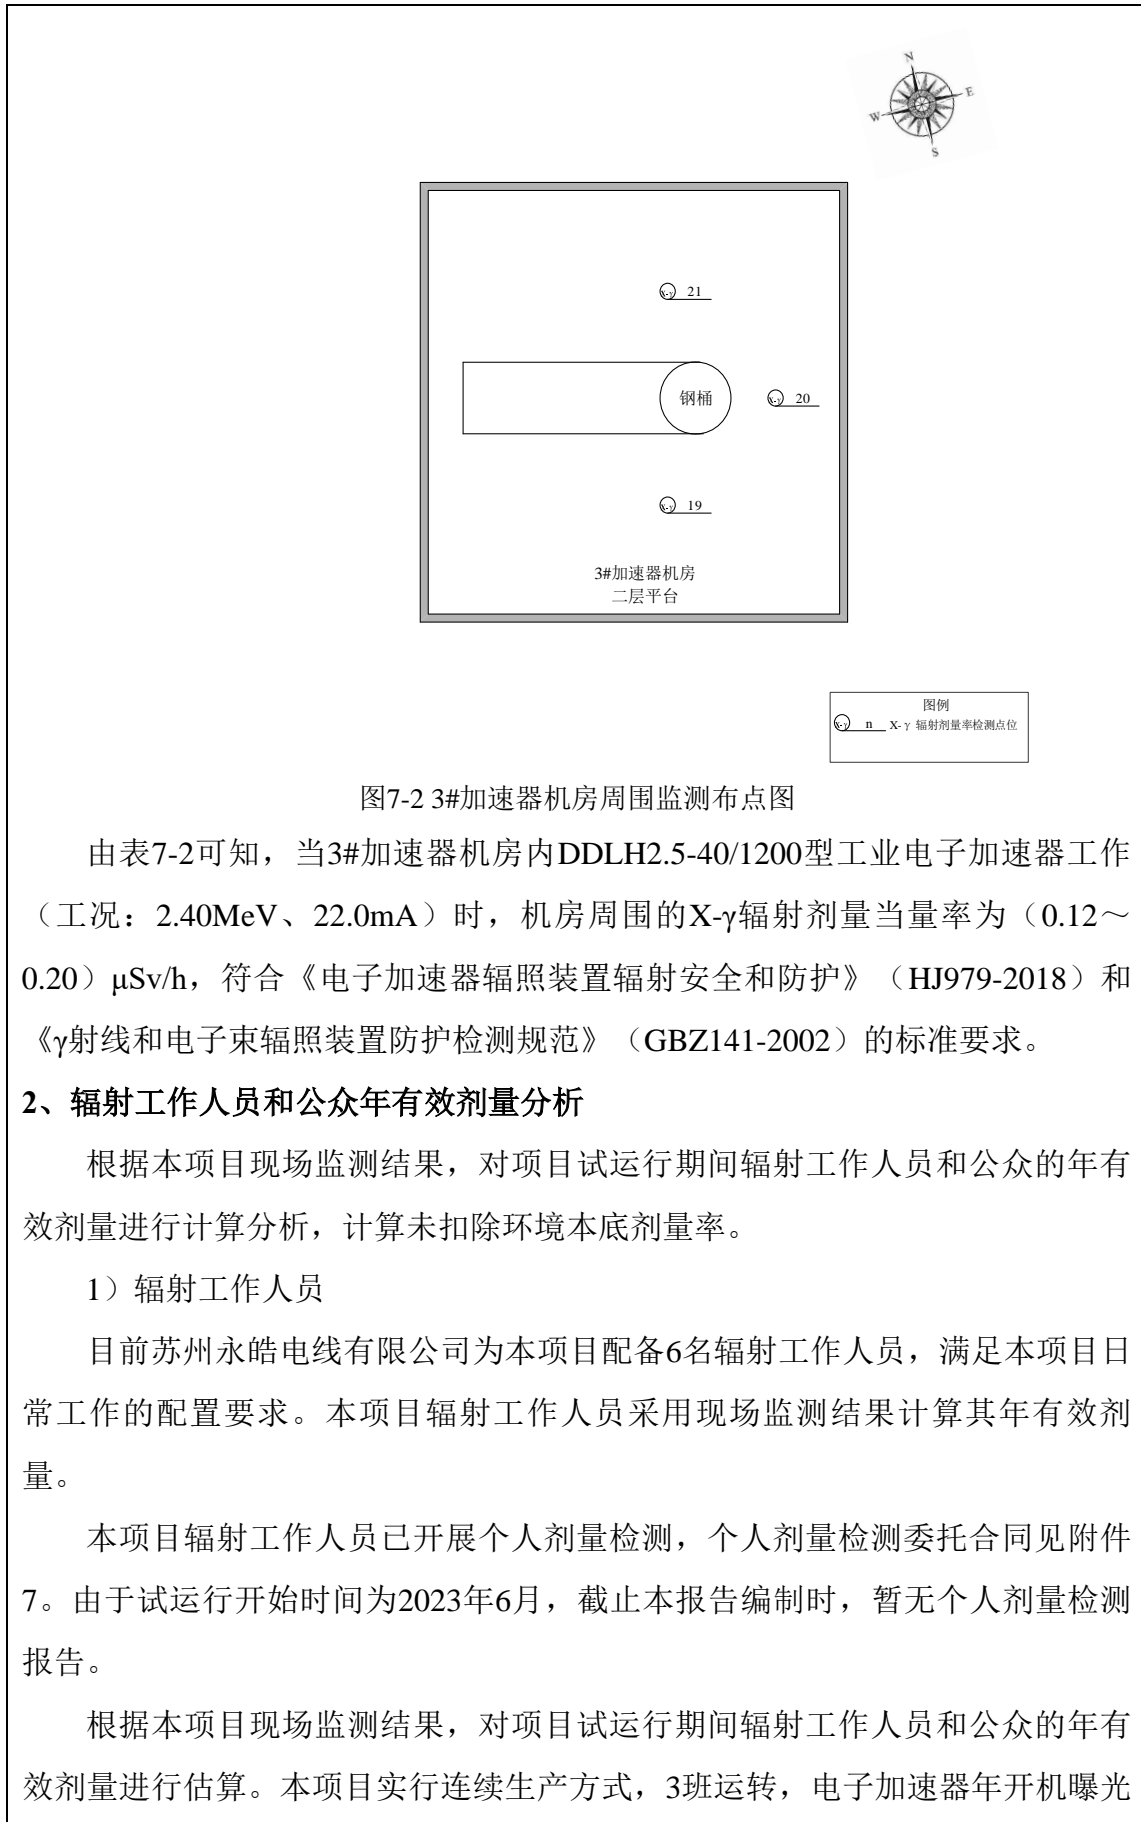 N
E
W
S
X-γ 21
钢桶
X-γ 20
X-γ 19
3#加速器机房
二层平台
图例
X-γ n X-γ 辐射剂量率检测点位
图7-2 3#加速器机房周围监测布点图
由表7-2可知，当3#加速器机房内DDLH2.5-40/1200型工业电子加速器工作
（工况：2.40MeV、22.0mA）时，机房周围的X-γ辐射剂量当量率为（0.12～
0.20）μSv/h，符合《电子加速器辐照装置辐射安全和防护》（HJ979-2018）和
《γ射线和电子束辐照装置防护检测规范》（GBZ141-2002）的标准要求。
2、辐射工作人员和公众年有效剂量分析
根据本项目现场监测结果，对项目试运行期间辐射工作人员和公众的年有
效剂量进行计算分析，计算未扣除环境本底剂量率。
1）辐射工作人员
目前苏州永皓电线有限公司为本项目配备6名辐射工作人员，满足本项目日
常工作的配置要求。本项目辐射工作人员采用现场监测结果计算其年有效剂
量。
本项目辐射工作人员已开展个人剂量检测，个人剂量检测委托合同见附件
7。由于试运行开始时间为2023年6月，截止本报告编制时，暂无个人剂量检测
报告。
根据本项目现场监测结果，对项目试运行期间辐射工作人员和公众的年有
效剂量进行估算。本项目实行连续生产方式，3班运转，电子加速器年开机曝光